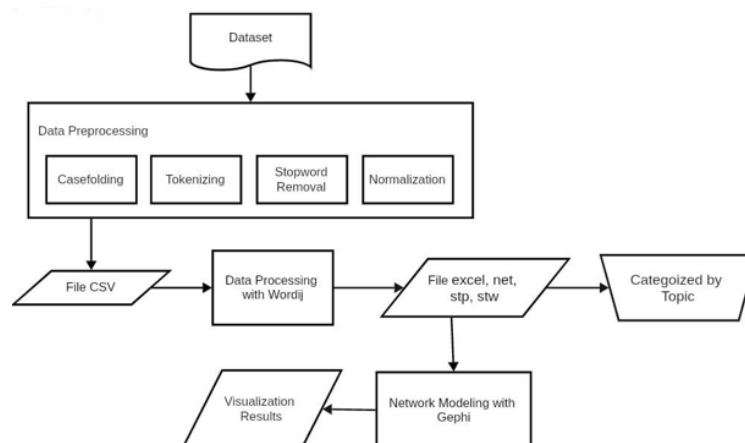 Dataset
Data Preprocessing
Casefolding
Tokenizing
Stopword
Removal
Normalization
File CSV
Data Processing
with Wordij
File excel, net,
stp, stw
Categoized by
Topic
Visualization
Results
Network Modeling with
Gephi